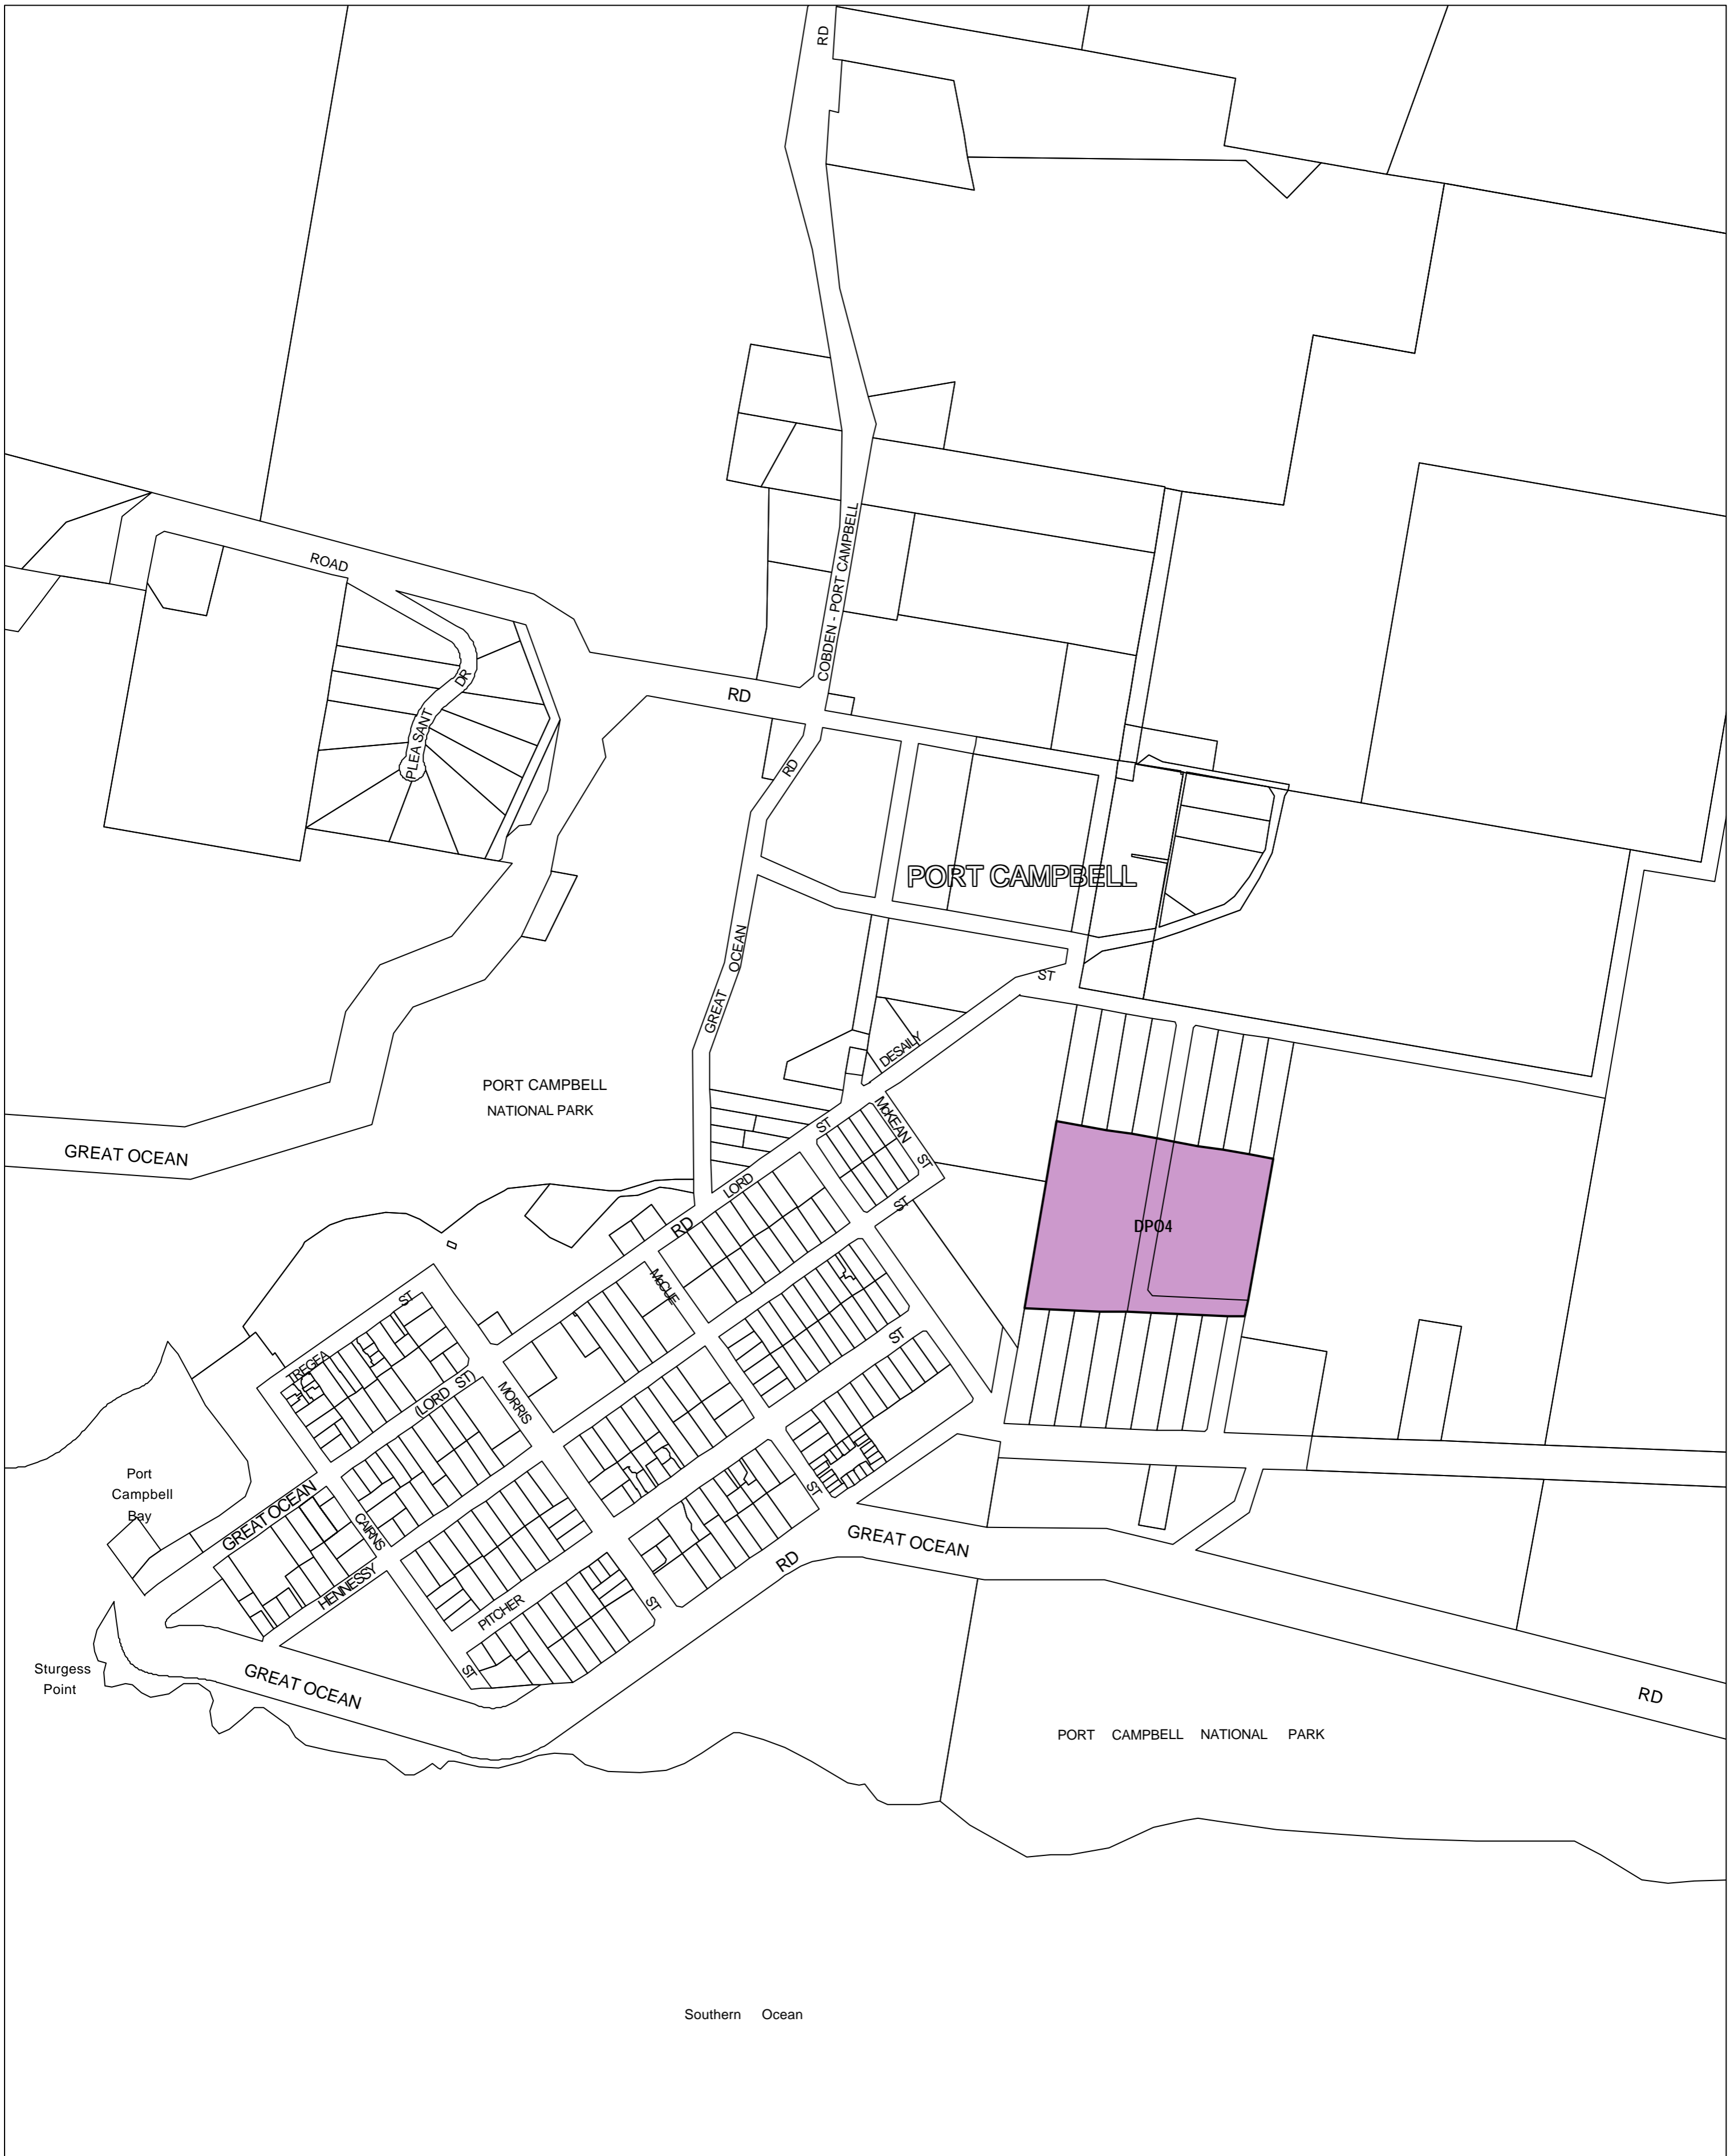 RD
ROAD
COBDEN - PORT CAMPBELL
DR
PLEASANT
RD
RD
PORT CAMPBELL
GREAT OCEAN
ST
DESAILY
PORT CAMPBELL
NATIONAL PARK
GREAT OCEAN
McKEAN ST
ST
LORD
ST
RD
DPO4
McCUE
ST
TREGEA
ST
(LORD ST)
MORRIS
Port
Campbell
Bay
GREAT OCEAN
CAIRNS
HENNESSY
ST
GREAT OCEAN
RD
PITCHER
ST
ST
Sturgess
Point
GREAT OCEAN
RD
PORT CAMPBELL NATIONAL PARK
Southern Ocean